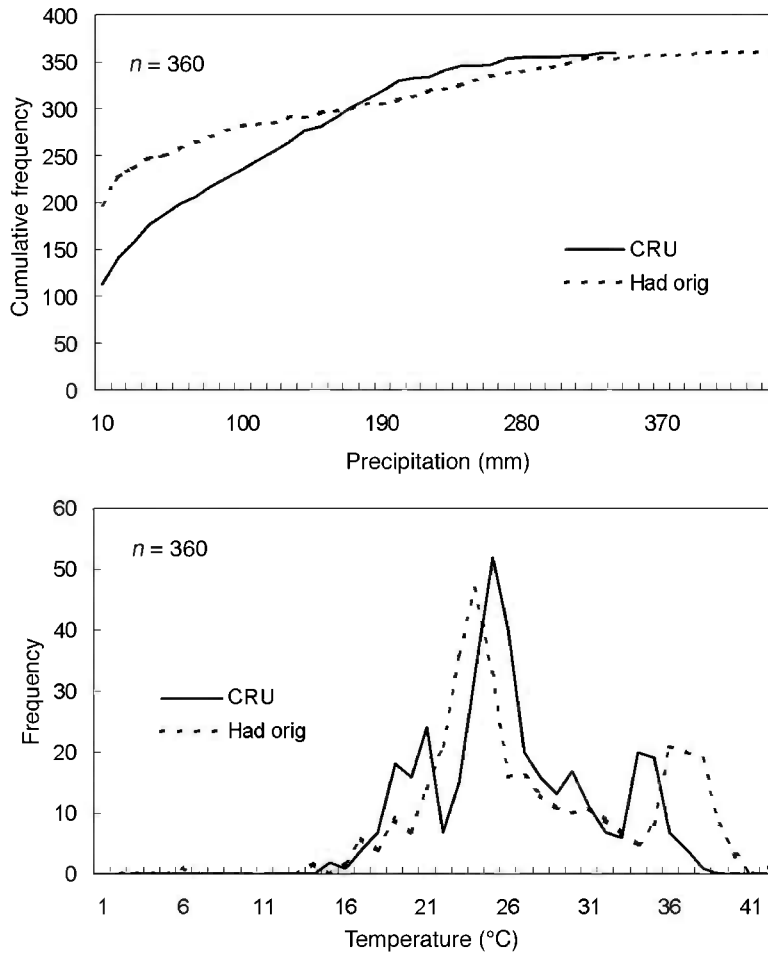 400
350
300
250
200
150
100
50
0
Cumulative frequency
n = 360
CRU
Had orig
10 100 190 280 370
Precipitation (mm)
60
50
40
30
20
10
0
Frequency
n = 360
CRU
Had orig
1 6 11 16 21 26 31 36 41
Temperature (°C)